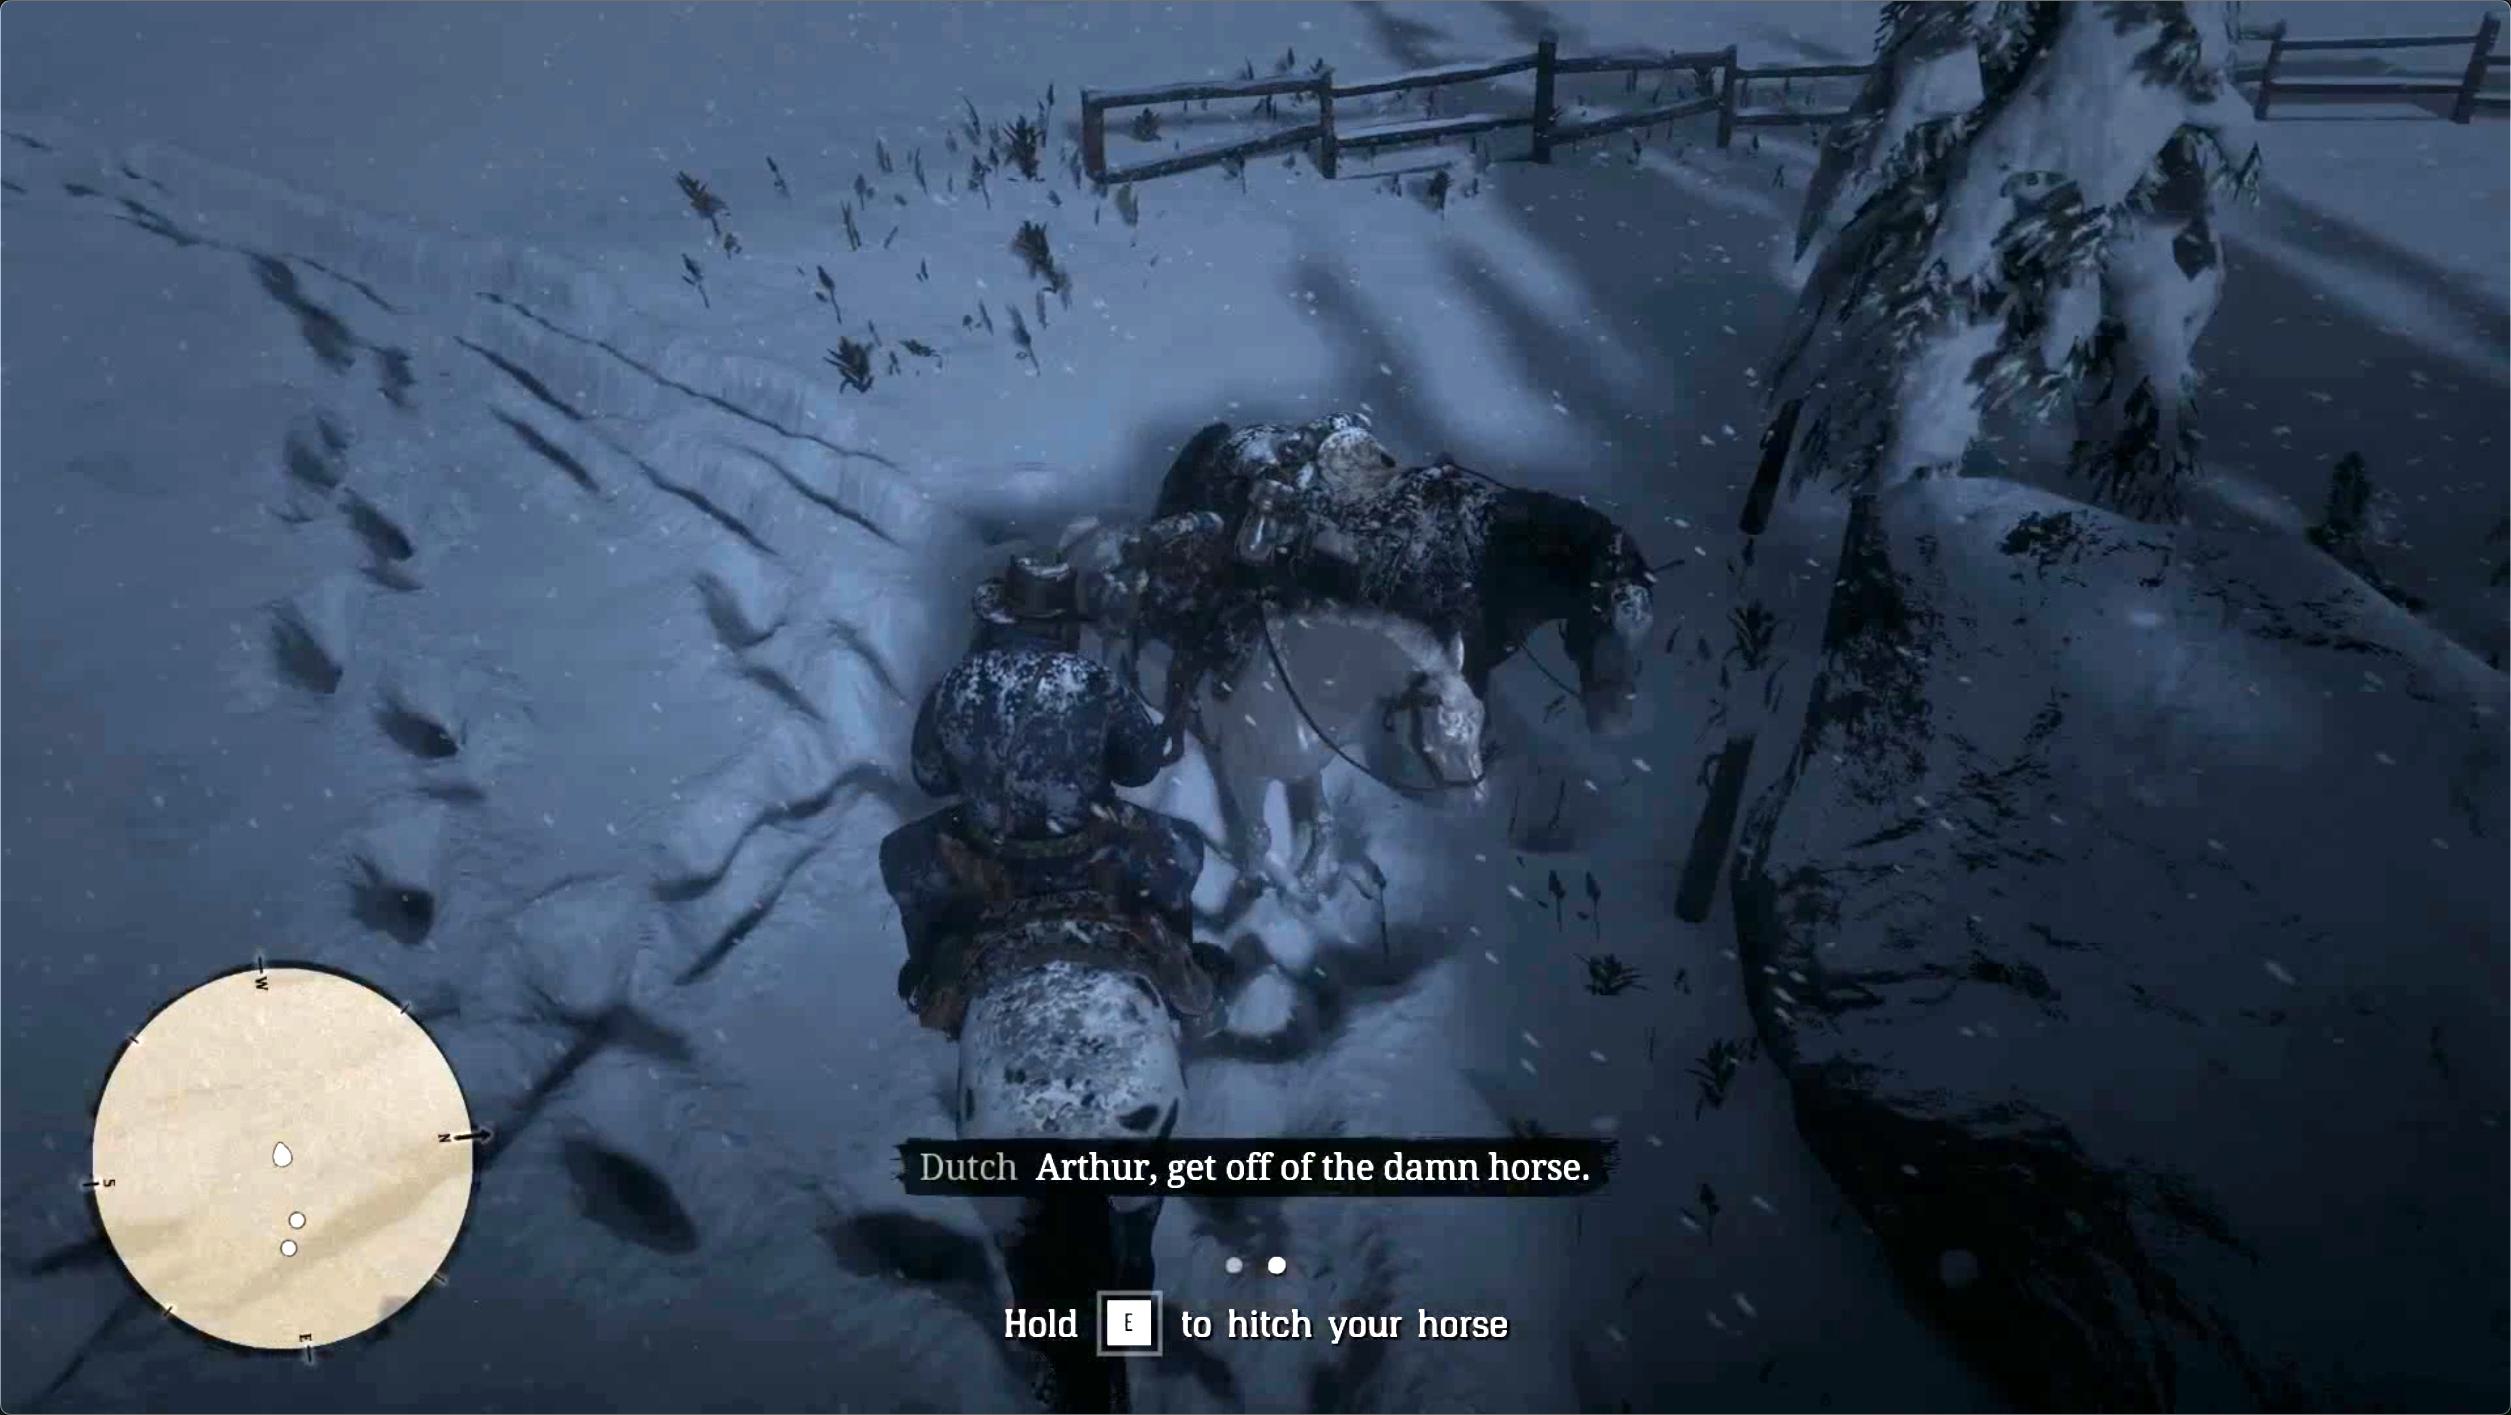 W
N
S
E
Dutch Arthur, get off of the damn horse.
Hold E to hitch your horse